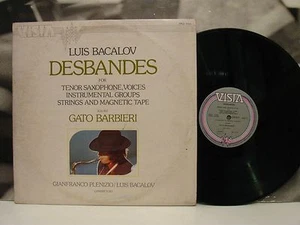 VISTA
LUIS BACALOV
DESBANDES
FOR
TENOR SAXOPHONE, VOICES
INSTRUMENTAL GROUPS
STRINGS AND MAGNETIC TAPE
GATO BARBIERI
GIANFRANCO PLENIZIO/LUIS BACALOV
VISTA